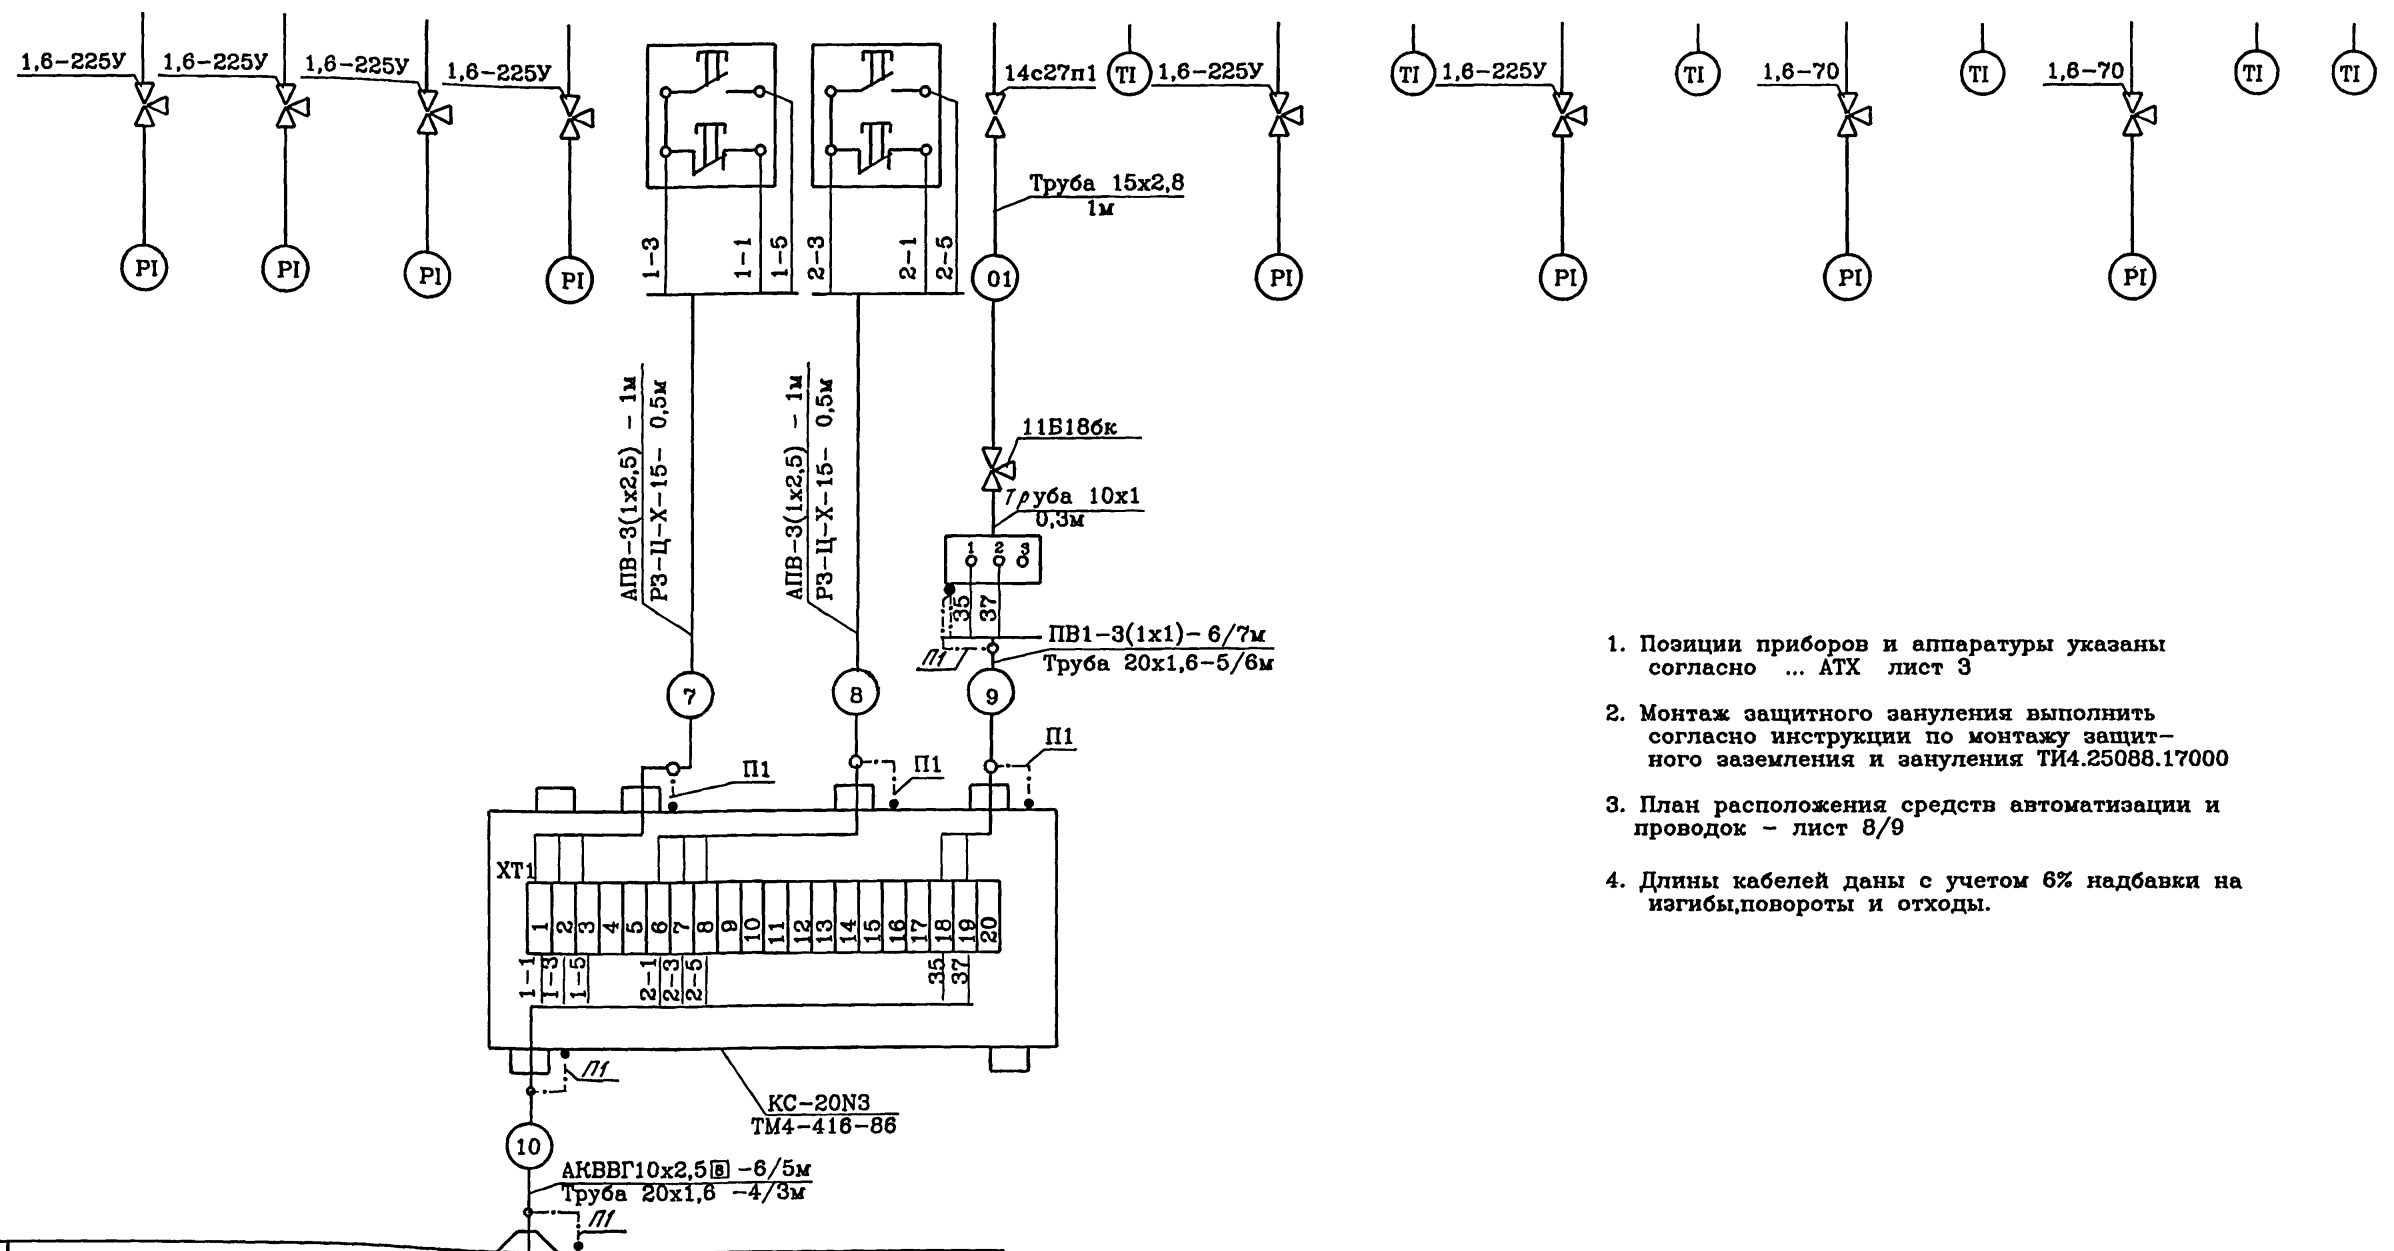 1,6-225У
1,6-225У
1,6-225У
1,6-225У
14с27п1
TI
1,6-225У
TI
1,6-225У
TI
1,6-70
TI
1,6-70
TI
TI
Труба 15х2,8
1м
1-3
1-1
1-5
2-3
2-1
2-5
PI
PI
PI
PI
01
PI
PI
PI
PI
АПВ-3(1х2,5) - 1м
РЗ-Ц-Х-15- 0,5м
АПВ-3(1х2,5) - 1м
РЗ-Ц-Х-15- 0,5м
11Б18бк
Труба 10х1
0,3м
1 2 3
35
37
ПВ1-3(1х1)- 6/7м
Труба 20х1,6-5/6м
П1
7
8
9
П1
П1
П1
ХТ1
1 2 3 4 5 6 7 8 9 10 11 12 13 14 15 16 17 18 19 20
1-1
1-3
1-5
2-1
2-3
2-5
35
37
П1
КС-20N3
ТМ4-416-86
10
АКВВГ10х2,5 в -6/5м
Труба 20х1,6 -4/3м
П1
1. Позиции приборов и аппаратуры указаны
согласно ... АТХ лист 3
2. Монтаж защитного зануления выполнить
согласно инструкции по монтажу защит-
ного заземления и зануления ТИ4.25088.17000
3. План расположения средств автоматизации и
проводок - лист 8/9
4. Длины кабелей даны с учетом 6% надбавки на
изгибы,повороты и отходы.